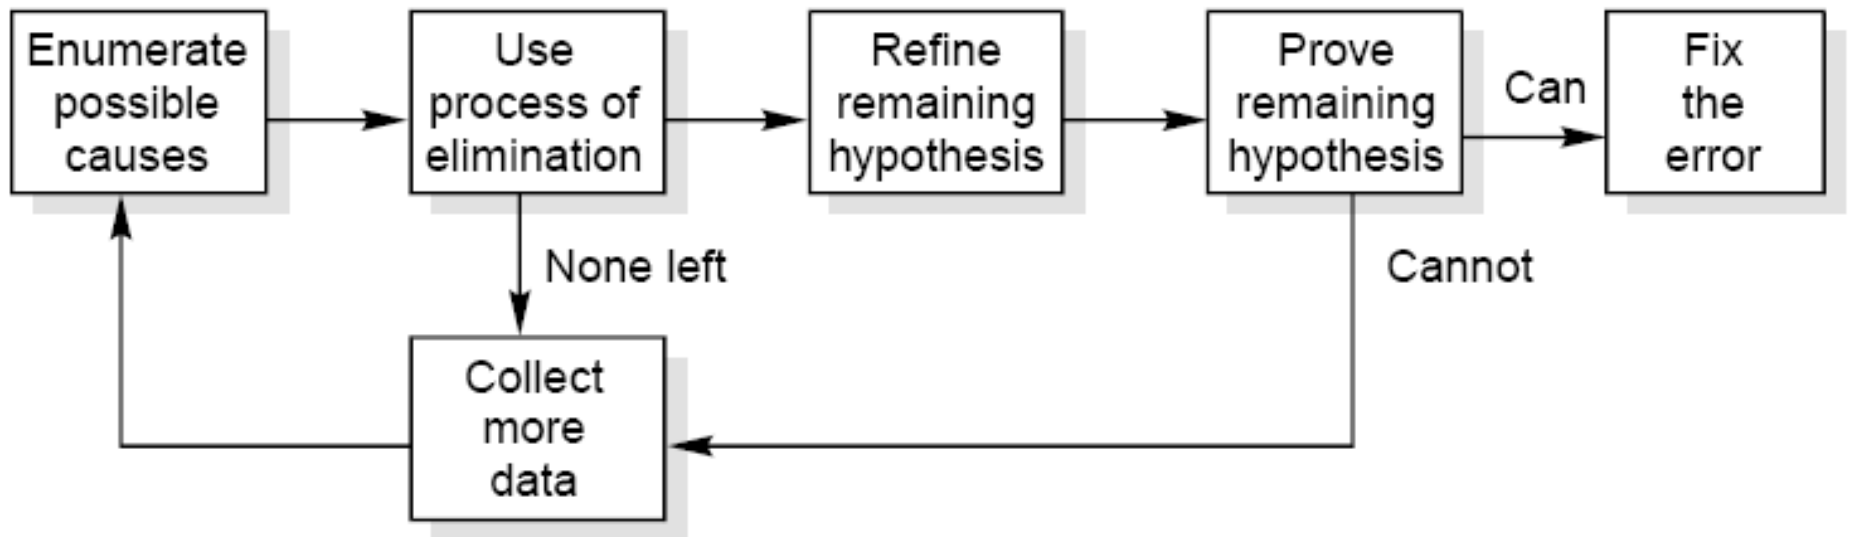 Enumerate
possible
causes
Use
process of
elimination
Refine
remaining
hypothesis
Prove
remaining
hypothesis
Can
Fix
the
error
None left
Cannot
Collect
more
data